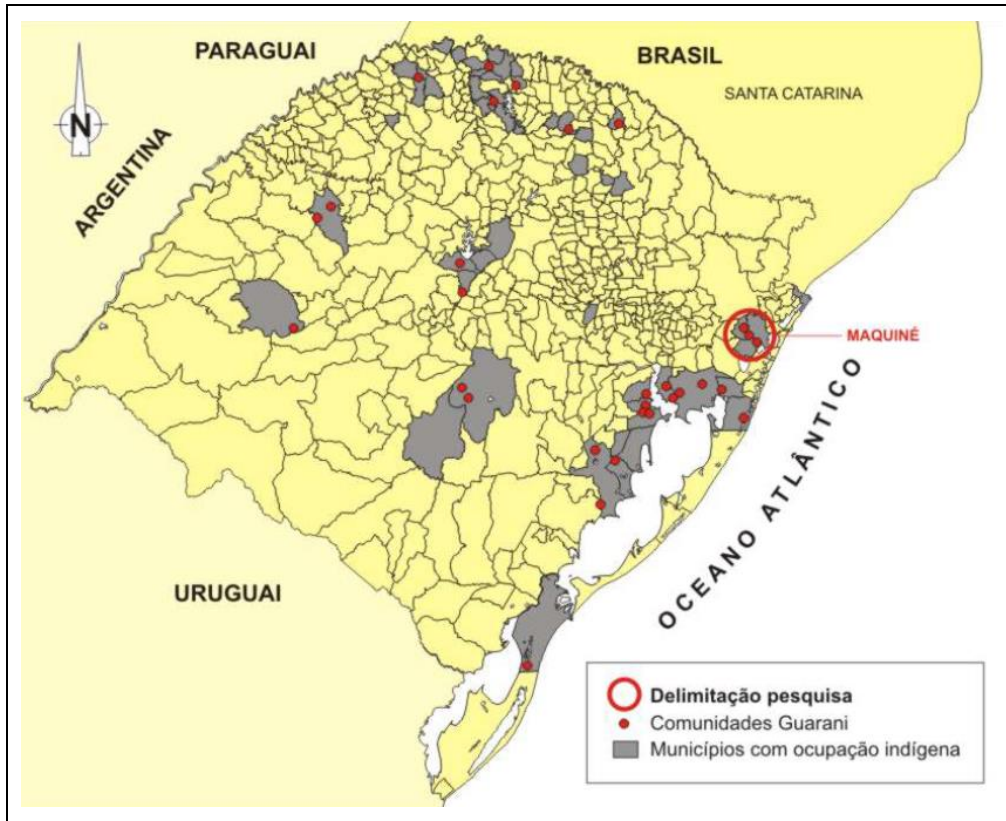 PARAGUAI
BRASIL
SANTA CATARINA
N
ARGENTINA
MAQUINÉ
OCEANO ATLÂNTICO
URUGUAI
Delimitação pesquisa
Comunidades Guarani
Municípios com ocupação indígena